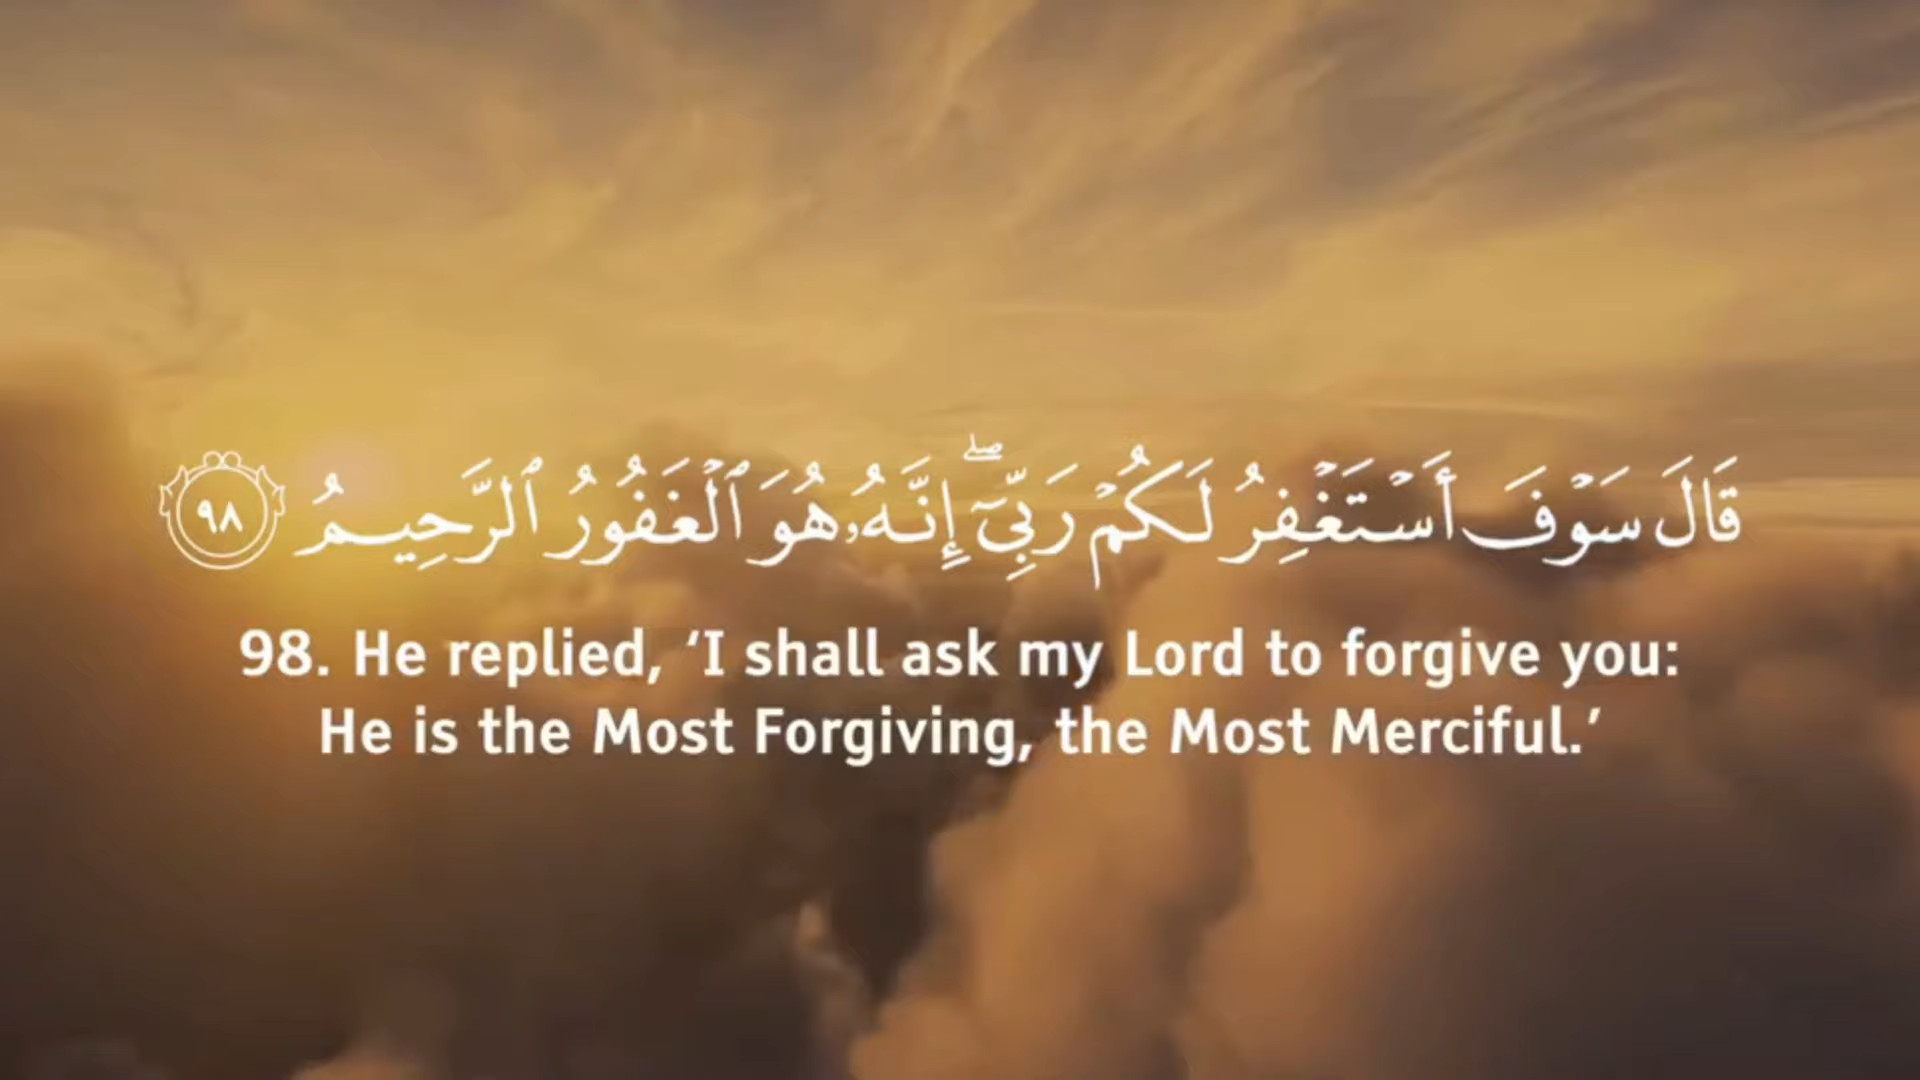 قَالَ سَوْفَ أَسْتَغْفِرُ لَكُمْ رَبِّيٓ ۖ إِنَّهُۥ هُوَ ٱلْغَفُورُ ٱلرَّحِيمُ ٩٨
98. He replied, ‘I shall ask my Lord to forgive you:
He is the Most Forgiving, the Most Merciful.’